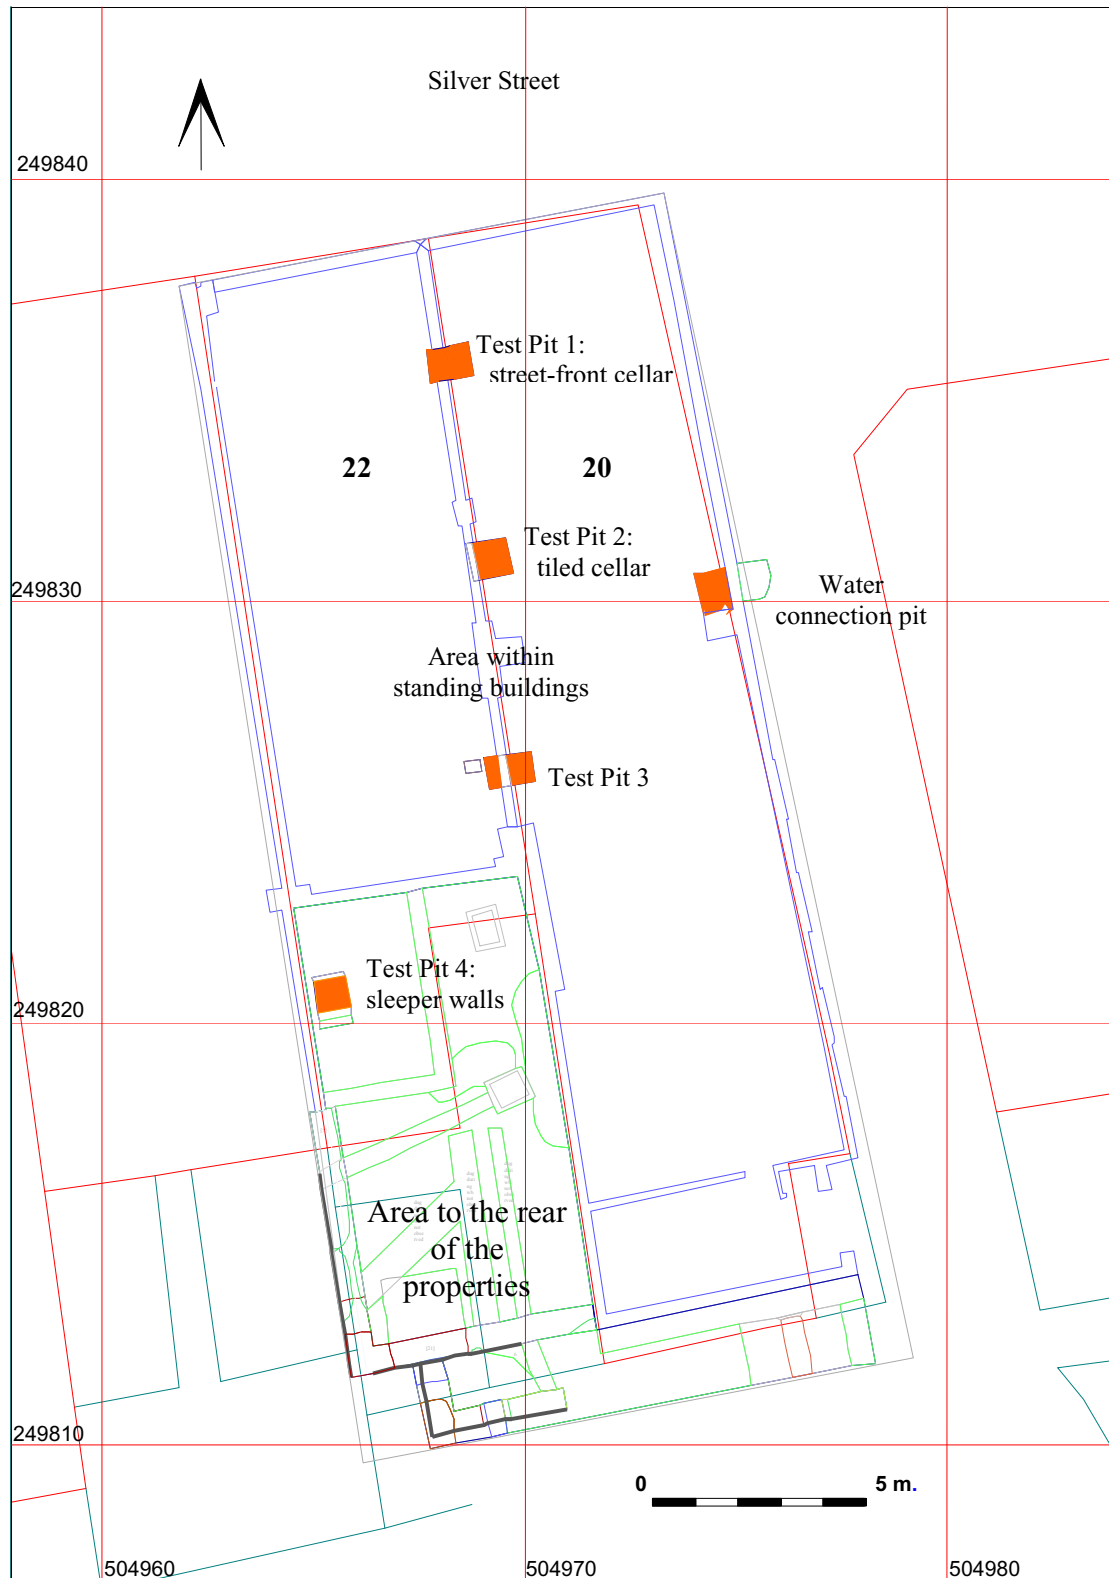 Silver Street
249840
Test Pit 1:
street-front cellar
22
20
Test Pit 2:
tiled cellar
Water
connection pit
249830
Area within
standing buildings
Test Pit 3
Test Pit 4:
sleeper walls
249820
Area to the rear
of the
properties
249810
0
5 m.
504960
504970
504980